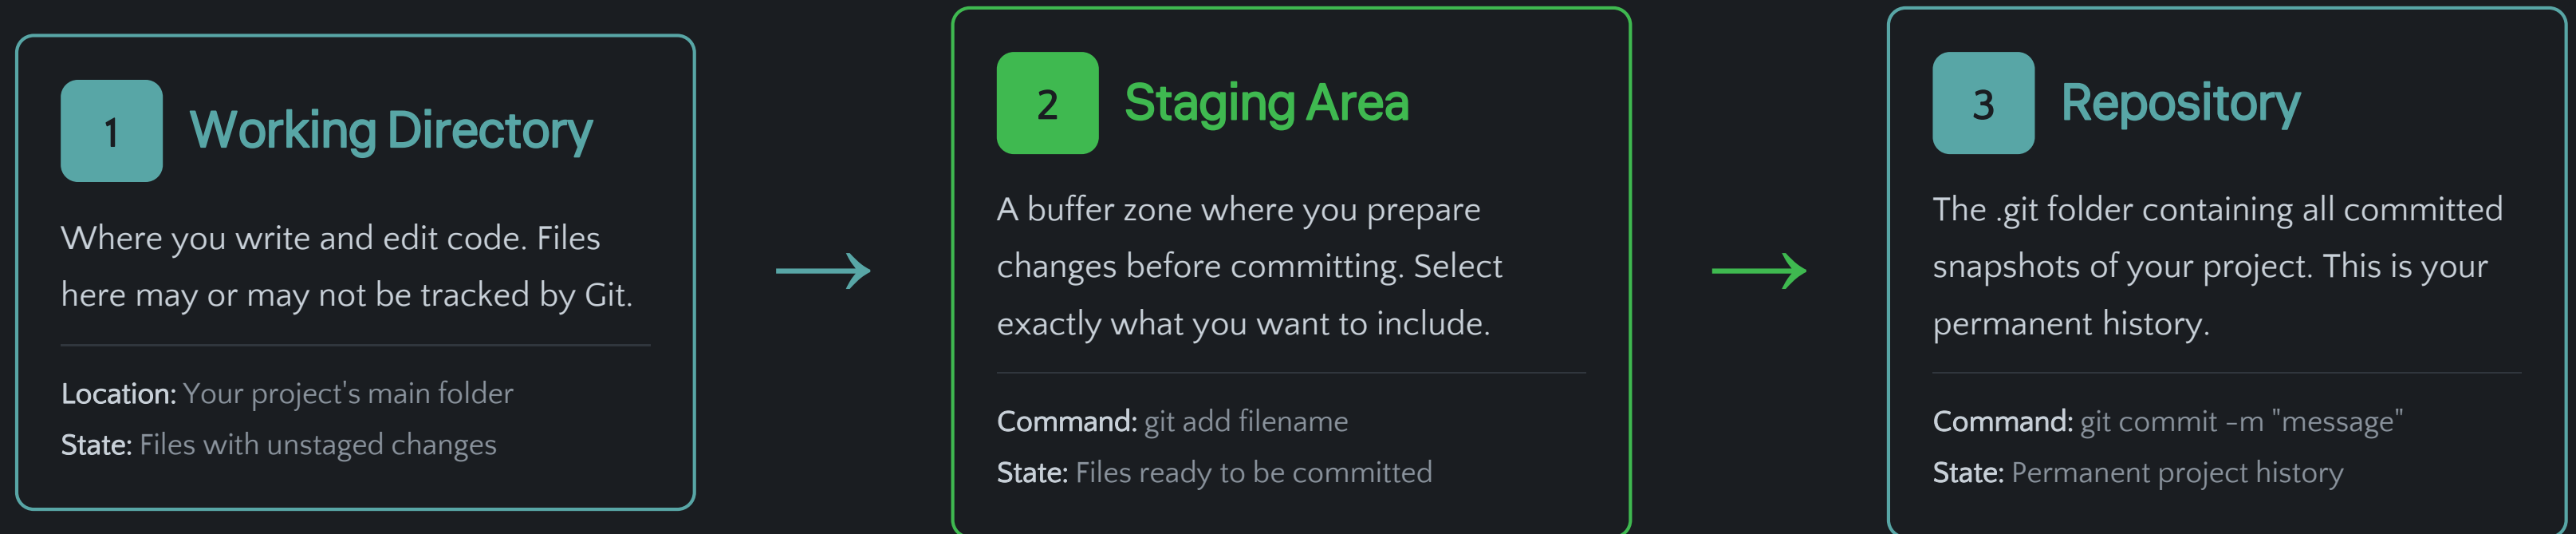 1
Working Directory
Where you write and edit code. Files
here may or may not be tracked by Git.
Location: Your project's main folder
State: Files with unstaged changes
2
Staging Area
A buffer zone where you prepare
changes before committing. Select
exactly what you want to include.
Command: git add filename
State: Files ready to be committed
3
Repository
The .git folder containing all committed
snapshots of your project. This is your
permanent history.
Command: git commit -m "message"
State: Permanent project history